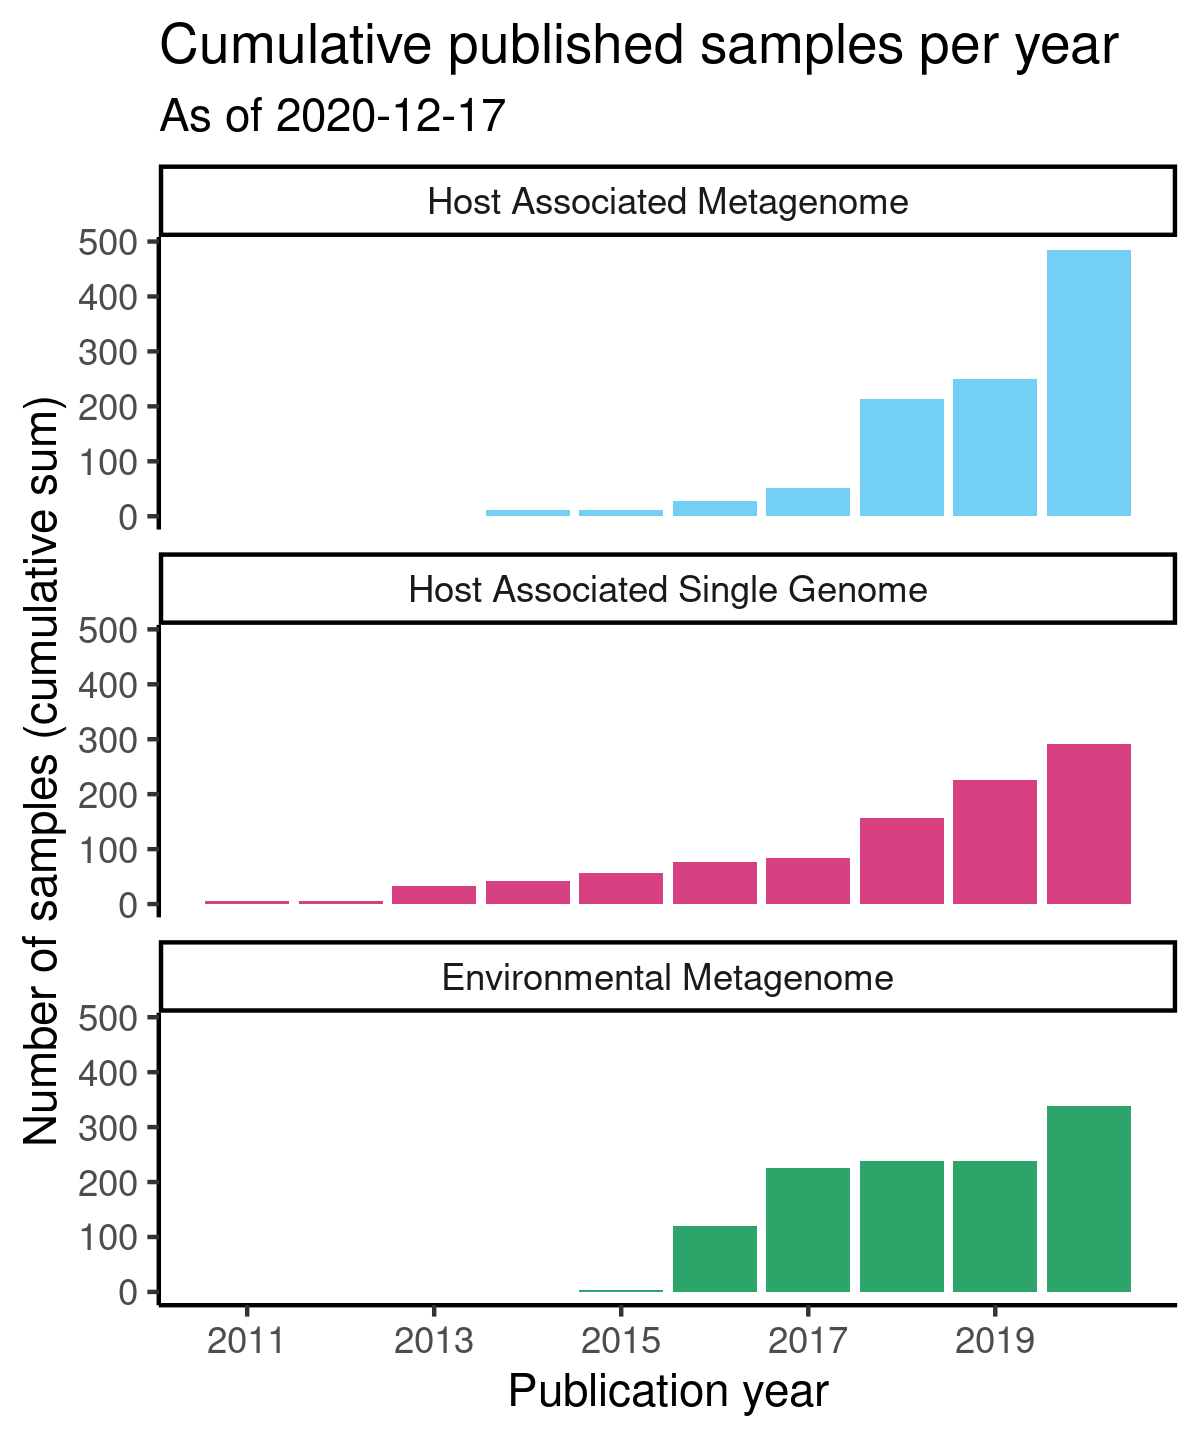 Cumulative published samples per year
As of 2020-12-17
Host Associated Metagenome
500
400
300
200
100
0
Host Associated Single Genome
500
400
300
200
100
0
Environmental Metagenome
500
400
300
200
100
0
2011 2013 2015 2017 2019
Publication year
Number of samples (cumulative sum)